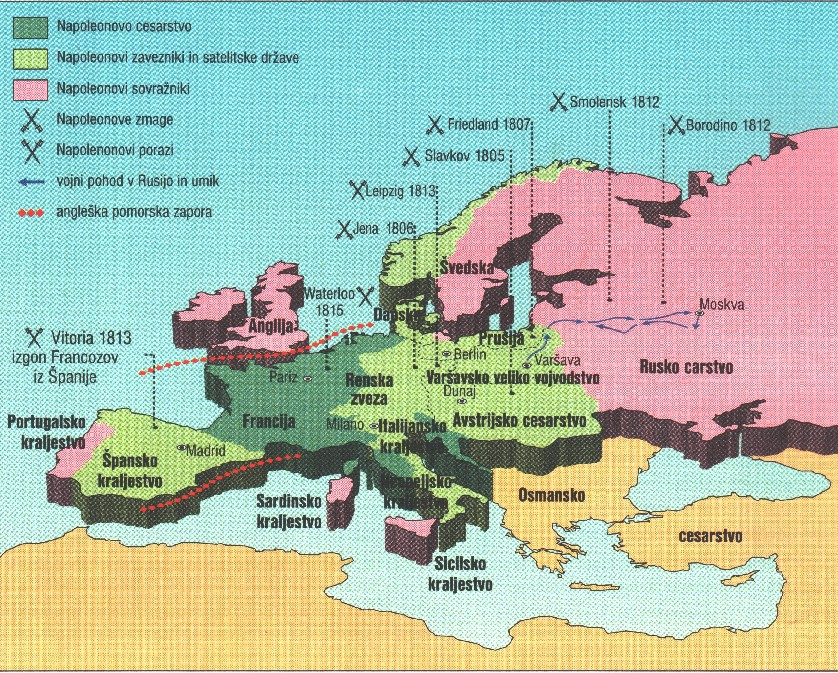 Napoleonovo cesarstvo
Napoleonovi zavezniki in satelitske države
Napoleonovi sovražniki
Napoleonove zmage
Napolenonovi porazi
vojni pohod v Rusijo in umik
angleška pomorska zapora
Smolensk 1812
Friedland 1807
Borodino 1812
Slavkov 1805
Leipzig 1813
Jena 1806
Švedska
Waterloo
1815
Moskva
Anglija
Danska
Vitoria 1813
izgon Francozov
iz Španije
Prusija
Berlin
Varšava
Rusko carstvo
Pariz
Renska
zveza
Varšavsko veliko vojvodstvo
Dunaj
Francija
Milano
Italijansko
kraljestvo
Avstrijsko cesarstvo
Portugalsko
kraljestvo
Madrid
Špansko
kraljestvo
Neapeljsko
kraljestvo
Sardinsko
kraljestvo
Osmansko
cesarstvo
Sicilsko
kraljestvo